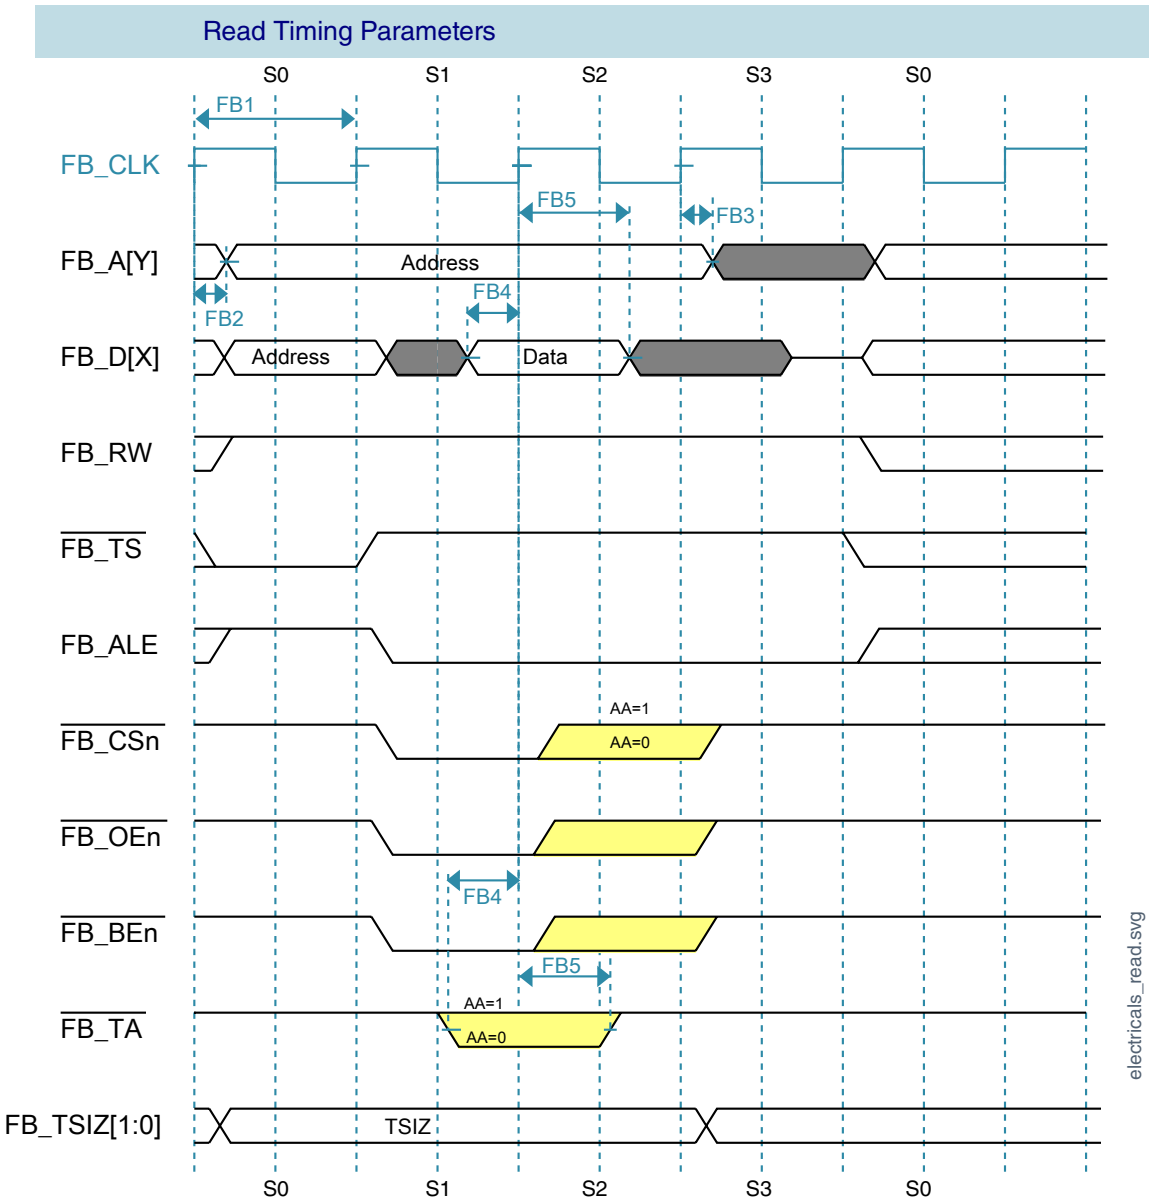 Read Timing Parameters
S0 S1 S2 S3 S0
FB1
FB_CLK
FB5 FB3
FB_A[Y] Address
FB2 FB4
FB_D[X] Address Data
FB_RW
FB_TS
FB_ALE
AA=1
FB_CSn AA=0
FB_OEn
FB4
FB_BEn
FB5
AA=1
FB_TA AA=0
FB_TSIZ[1:0] TSIZ
S0 S1 S2 S3 S0
electricals_read.svg